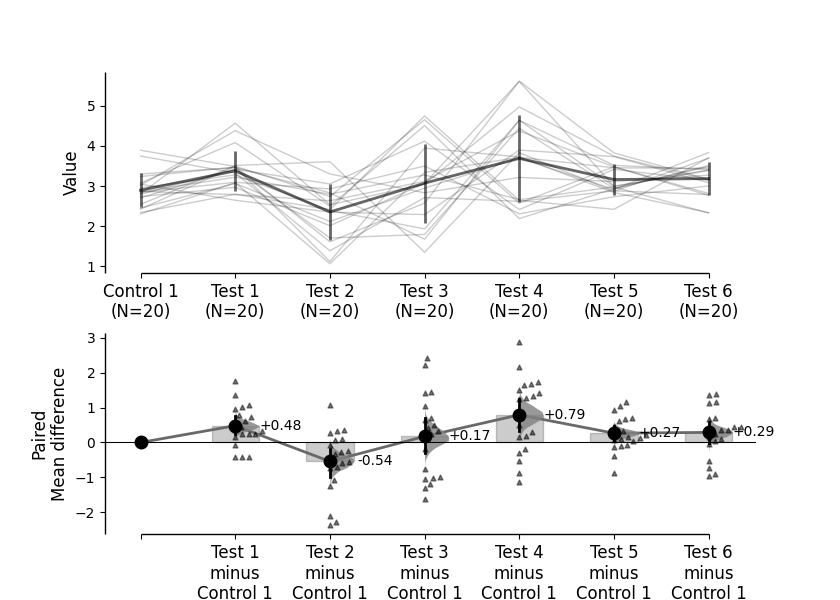 5
4
3
2
1
Value
Control 1 Test 1 Test 2 Test 3 Test 4 Test 5 Test 6
(N=20) (N=20) (N=20) (N=20) (N=20) (N=20) (N=20)
3
2
1
0
−1
−2
Paired
Mean difference
+0.48
-0.54
+0.17
+0.79
+0.27
+0.29
Test 1 Test 2 Test 3 Test 4 Test 5 Test 6
minus minus minus minus minus minus
Control 1 Control 1 Control 1 Control 1 Control 1 Control 1